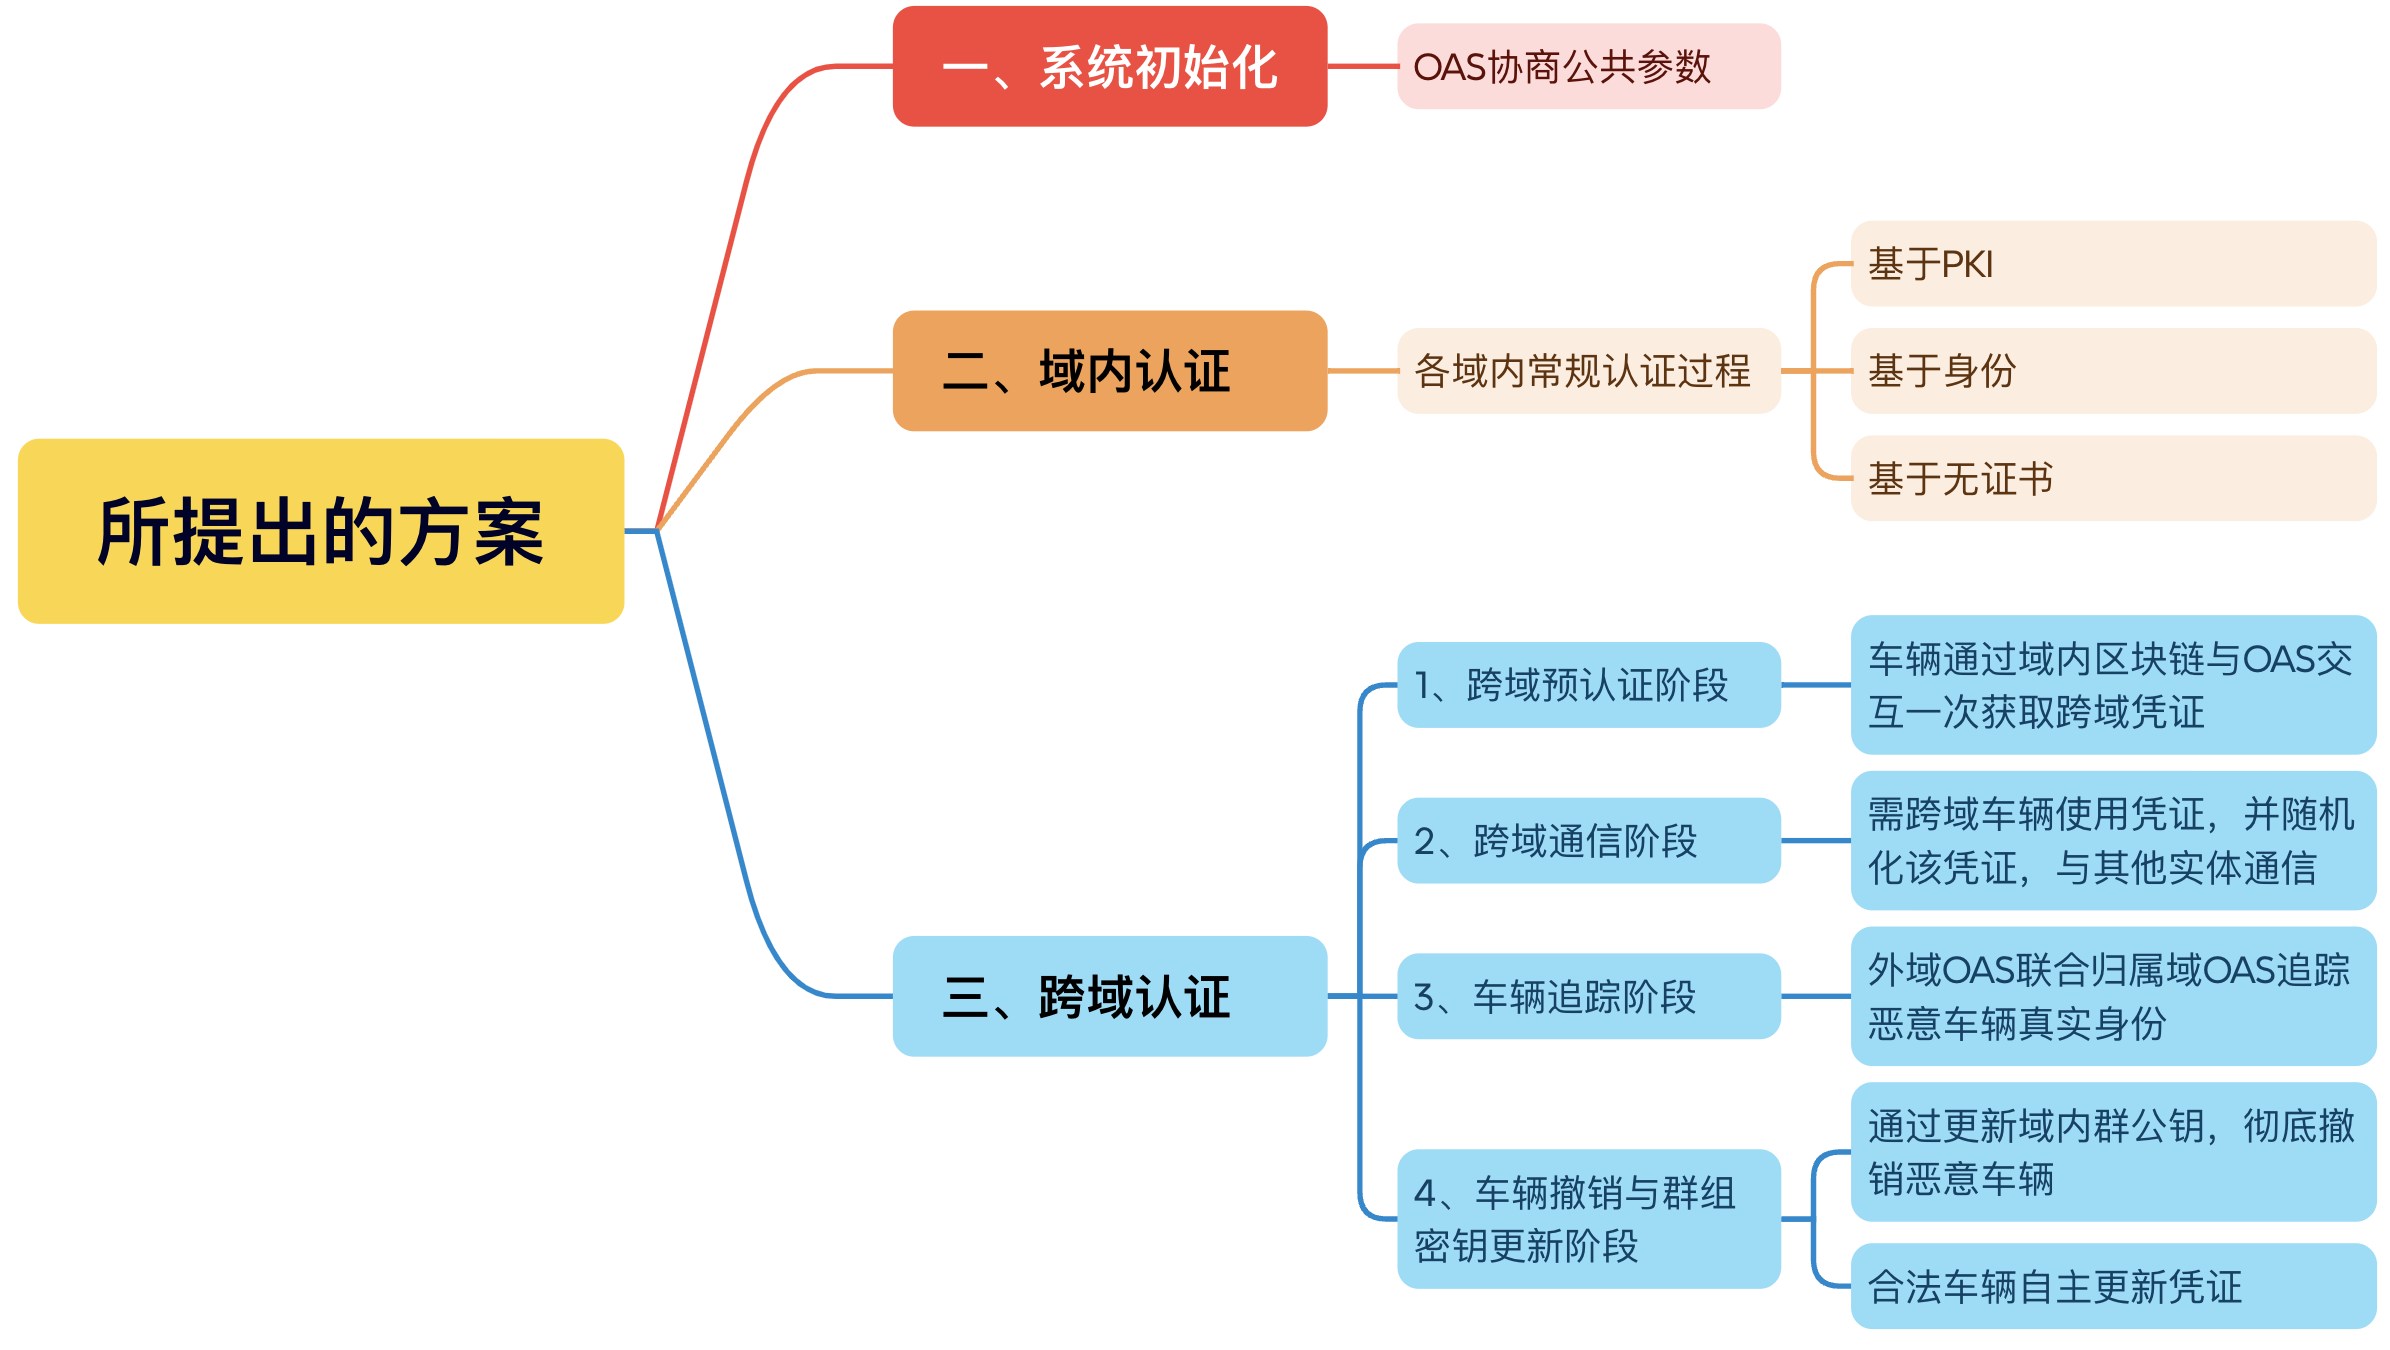 所提出的方案
一、系统初始化
OAS协商公共参数
二、域内认证
各域内常规认证过程
基于PKI
基于身份
基于无证书
三、跨域认证
1、跨域预认证阶段
车辆通过域内区块链与OAS交
互一次获取跨域凭证
2、跨域通信阶段
需跨域车辆使用凭证，并随机
化该凭证，与其他实体通信
3、车辆追踪阶段
外域OAS联合归属域OAS追踪
恶意车辆真实身份
4、车辆撤销与群组
密钥更新阶段
通过更新域内群公钥，彻底撤
销恶意车辆
合法车辆自主更新凭证